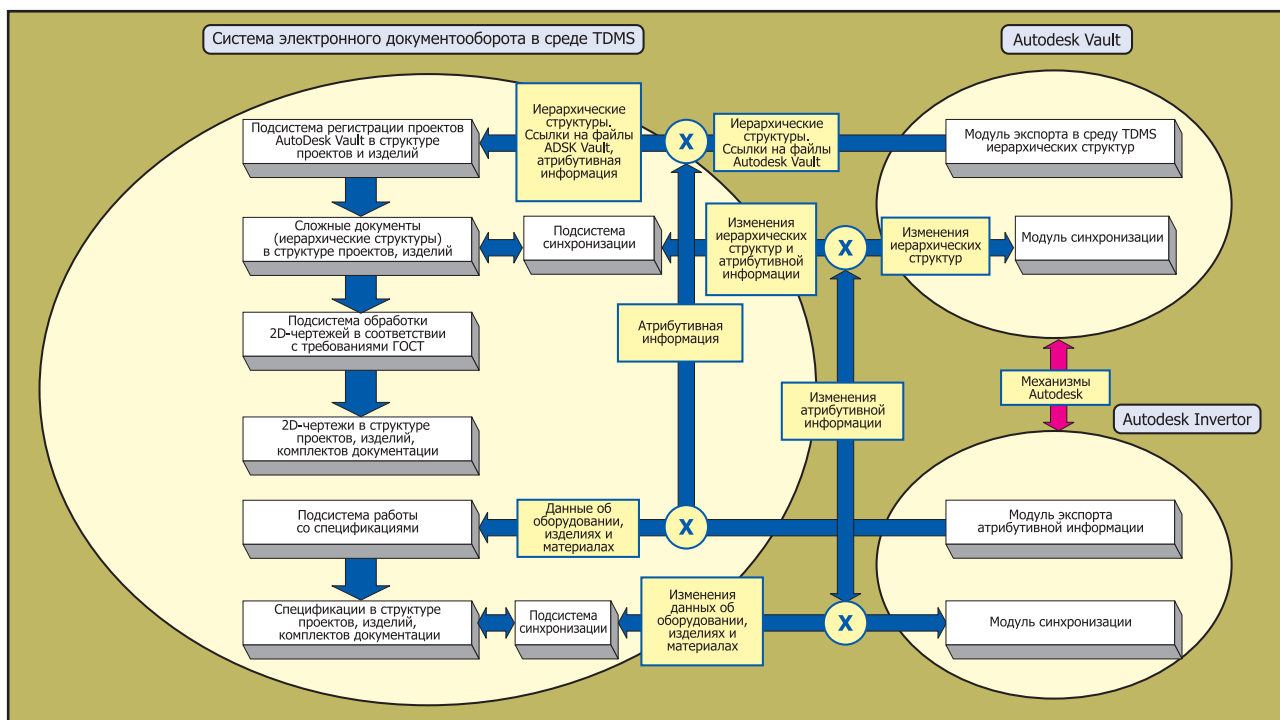 Система электронного документооборота в среде TDMS
Autodesk Vault
Подсистема регистрации проектов
AutoDesk Vault в структуре
проектов и изделий
Иерархические
структуры.
Ссылки на файлы
ADSK Vault,
атрибутивная
информация
X
Иерархические
структуры.
Ссылки на файлы
Autodesk Vault
Модуль экспорта в среду TDMS
иерархических структур
Сложные документы
(иерархические структуры)
в структуре проектов, изделий
Подсистема
синхронизации
Изменения
иерархических
структур и
атрибутивной
информации
X
Изменения
иерархических
структур
Модуль синхронизации
Подсистема обработки
2D-чертежей в соответствии
с требованиями ГОСТ
Атрибутивная
информация
Изменения
атрибутивной
информации
Механизмы
Autodesk
Autodesk Invertor
2D-чертежи в структуре
проектов, изделий,
комплектов документации
Подсистема работы
со спецификациями
Данные об
оборудовании,
изделиях и
материалах
X
Модуль экспорта
атрибутивной информации
Спецификации в структуре
проектов, изделий,
комплектов документации
Подсистема
синхронизации
Изменения
данных об
оборудовании,
изделиях и
материалах
X
Модуль синхронизации